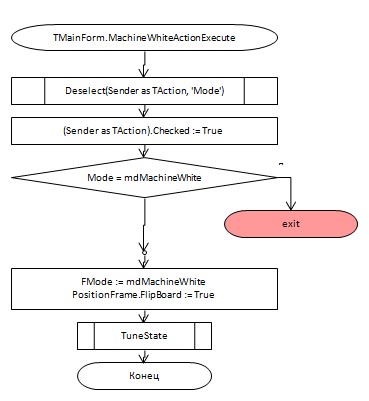 TMainForm.MachineWhiteActionExecute
Deselect(Sender as TAction, 'Mode')
(Sender as TAction).Checked := True
Mode = mdMachineWhite
exit
FMode := mdMachineWhite
PositionFrame.FlipBoard := True
TuneState
Конец